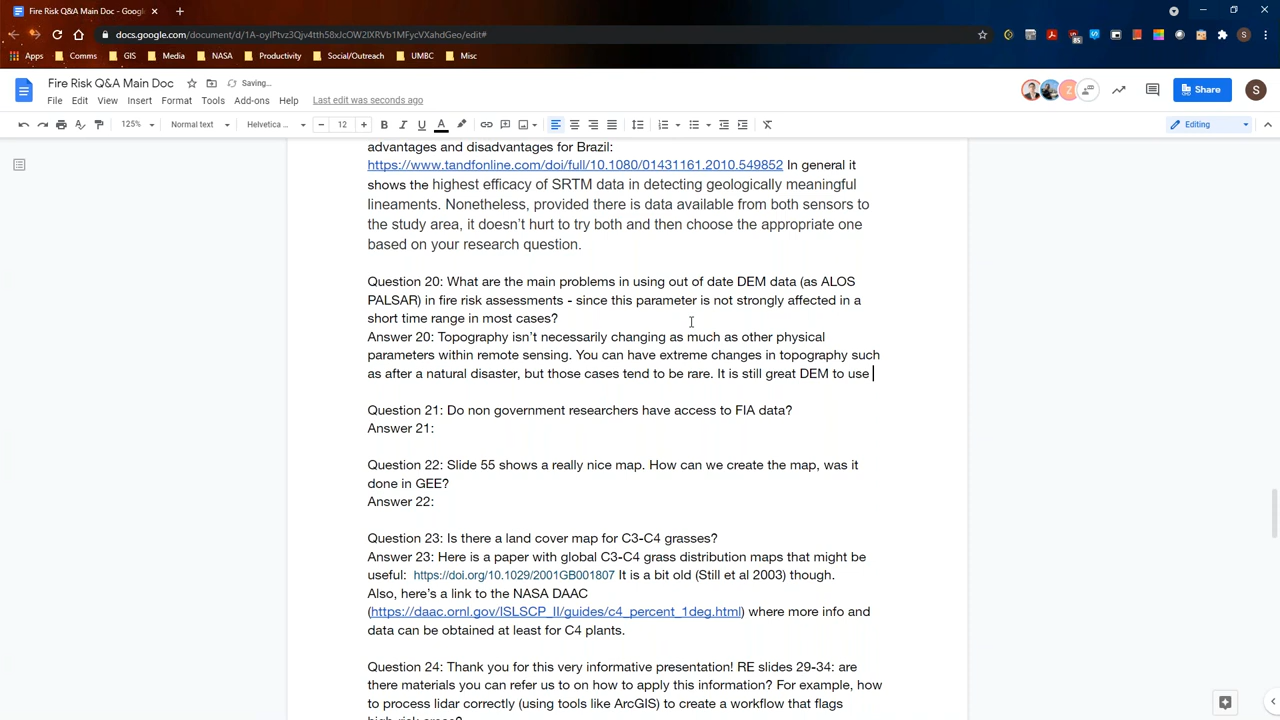 Fire Risk Q&A Main Doc - Googl
docs.google.com/document/d/1A-oyIPtvz3Qjv4tth58xJcOW2IXRVb1MFycVXahdGeo/edit#
Apps Comms GIS Media NASA Productivity Social/Outreach UMBC Misc
Fire Risk Q&A Main Doc Saving...
File Edit View Insert Format Tools Add-ons Help Last edit was seconds ago
Share S
125% Normal text Helvetica ... 12 Editing
advantages and disadvantages for Brazil:
https://www.tandfonline.com/doi/full/10.1080/01431161.2010.549852 In general it
shows the highest efficacy of SRTM data in detecting geologically meaningful
lineaments. Nonetheless, provided there is data available from both sensors to
the study area, it doesn't hurt to try both and then choose the appropriate one
based on your research question.
Question 20: What are the main problems in using out of date DEM data (as ALOS
PALSAR) in fire risk assessments - since this parameter is not strongly affected in a
short time range in most cases?
Answer 20: Topography isn't necessarily changing as much as other physical
parameters within remote sensing. You can have extreme changes in topography such
as after a natural disaster, but those cases tend to be rare. It is still great DEM to use
Question 21: Do non government researchers have access to FIA data?
Answer 21:
Question 22: Slide 55 shows a really nice map. How can we create the map, was it
done in GEE?
Answer 22:
Question 23: Is there a land cover map for C3-C4 grasses?
Answer 23: Here is a paper with global C3-C4 grass distribution maps that might be
useful: https://doi.org/10.1029/2001GB001807 It is a bit old (Still et al 2003) though.
Also, here's a link to the NASA DAAC
(https://daac.ornl.gov/ISLSCP_II/guides/c4_percent_1deg.html) where more info and
data can be obtained at least for C4 plants.
Question 24: Thank you for this very informative presentation! RE slides 29-34: are
there materials you can refer us to on how to apply this information? For example, how
to process lidar correctly (using tools like ArcGIS) to create a workflow that flags
high-risk areas?